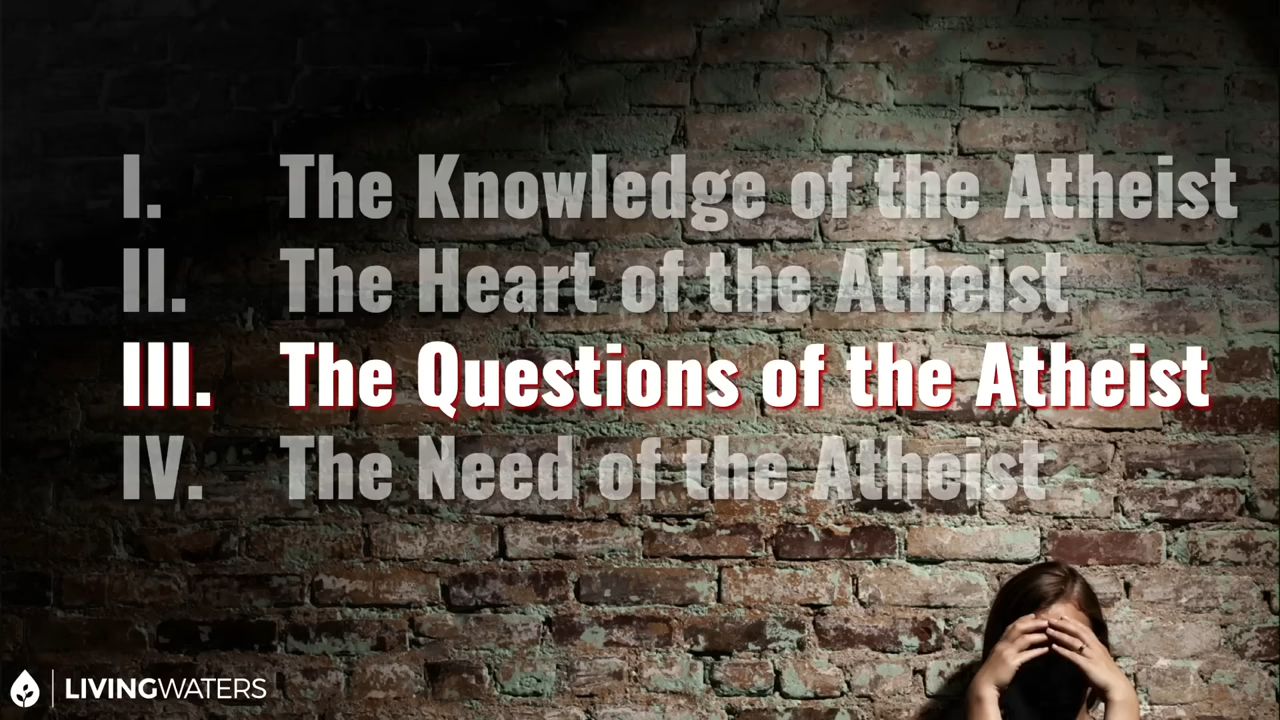 I. The Knowledge of the Atheist
II. The Heart of the Atheist
III. The Questions of the Atheist
IV. The Need of the Atheist
LIVINGWATERS